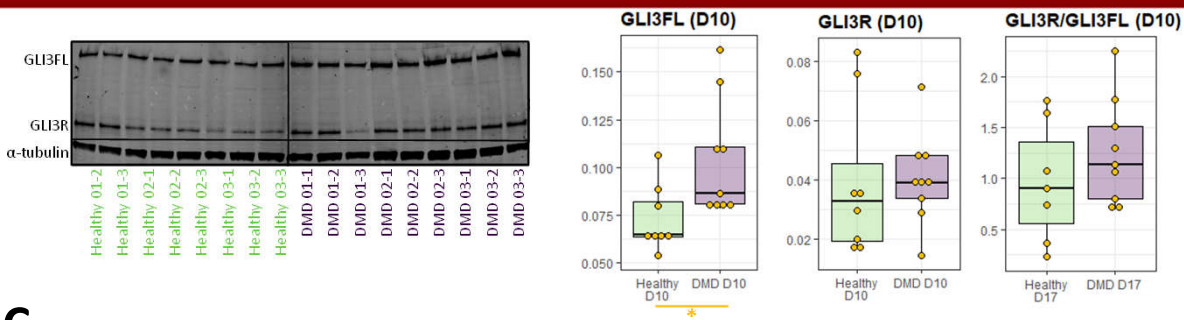 GLI3FL
GLI3R
α-tubulin
Healthy 01-2
Healthy 01-3
Healthy 02-1
Healthy 02-2
Healthy 02-3
Healthy 03-1
Healthy 03-2
Healthy 03-3
DMD 01-1
DMD 01-2
DMD 01-3
DMD 02-1
DMD 02-2
DMD 02-3
DMD 03-1
DMD 03-2
DMD 03-3
GLI3FL (D10)
0.150
0.125
0.100
0.075
0.050
Healthy
D10
DMD D10
*
GLI3R (D10)
0.08
0.06
0.04
0.02
Healthy
D10
DMD D10
GLI3R/GLI3FL (D10)
2.0
1.5
1.0
0.5
Healthy
D17
DMD D17